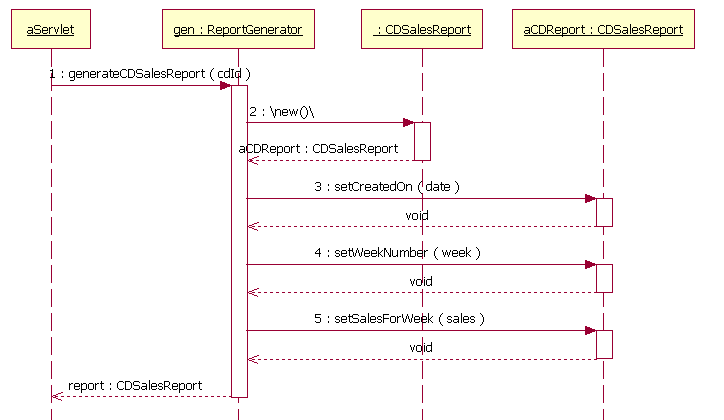 aServlet
gen : ReportGenerator
: CDSalesReport
aCDReport : CDSalesReport
1 : generateCDSalesReport ( cdId )
2 : \new()\
aCDReport : CDSalesReport
3 : setCreatedOn ( date )
void
4 : setWeekNumber ( week )
void
5 : setSalesForWeek ( sales )
void
report : CDSalesReport